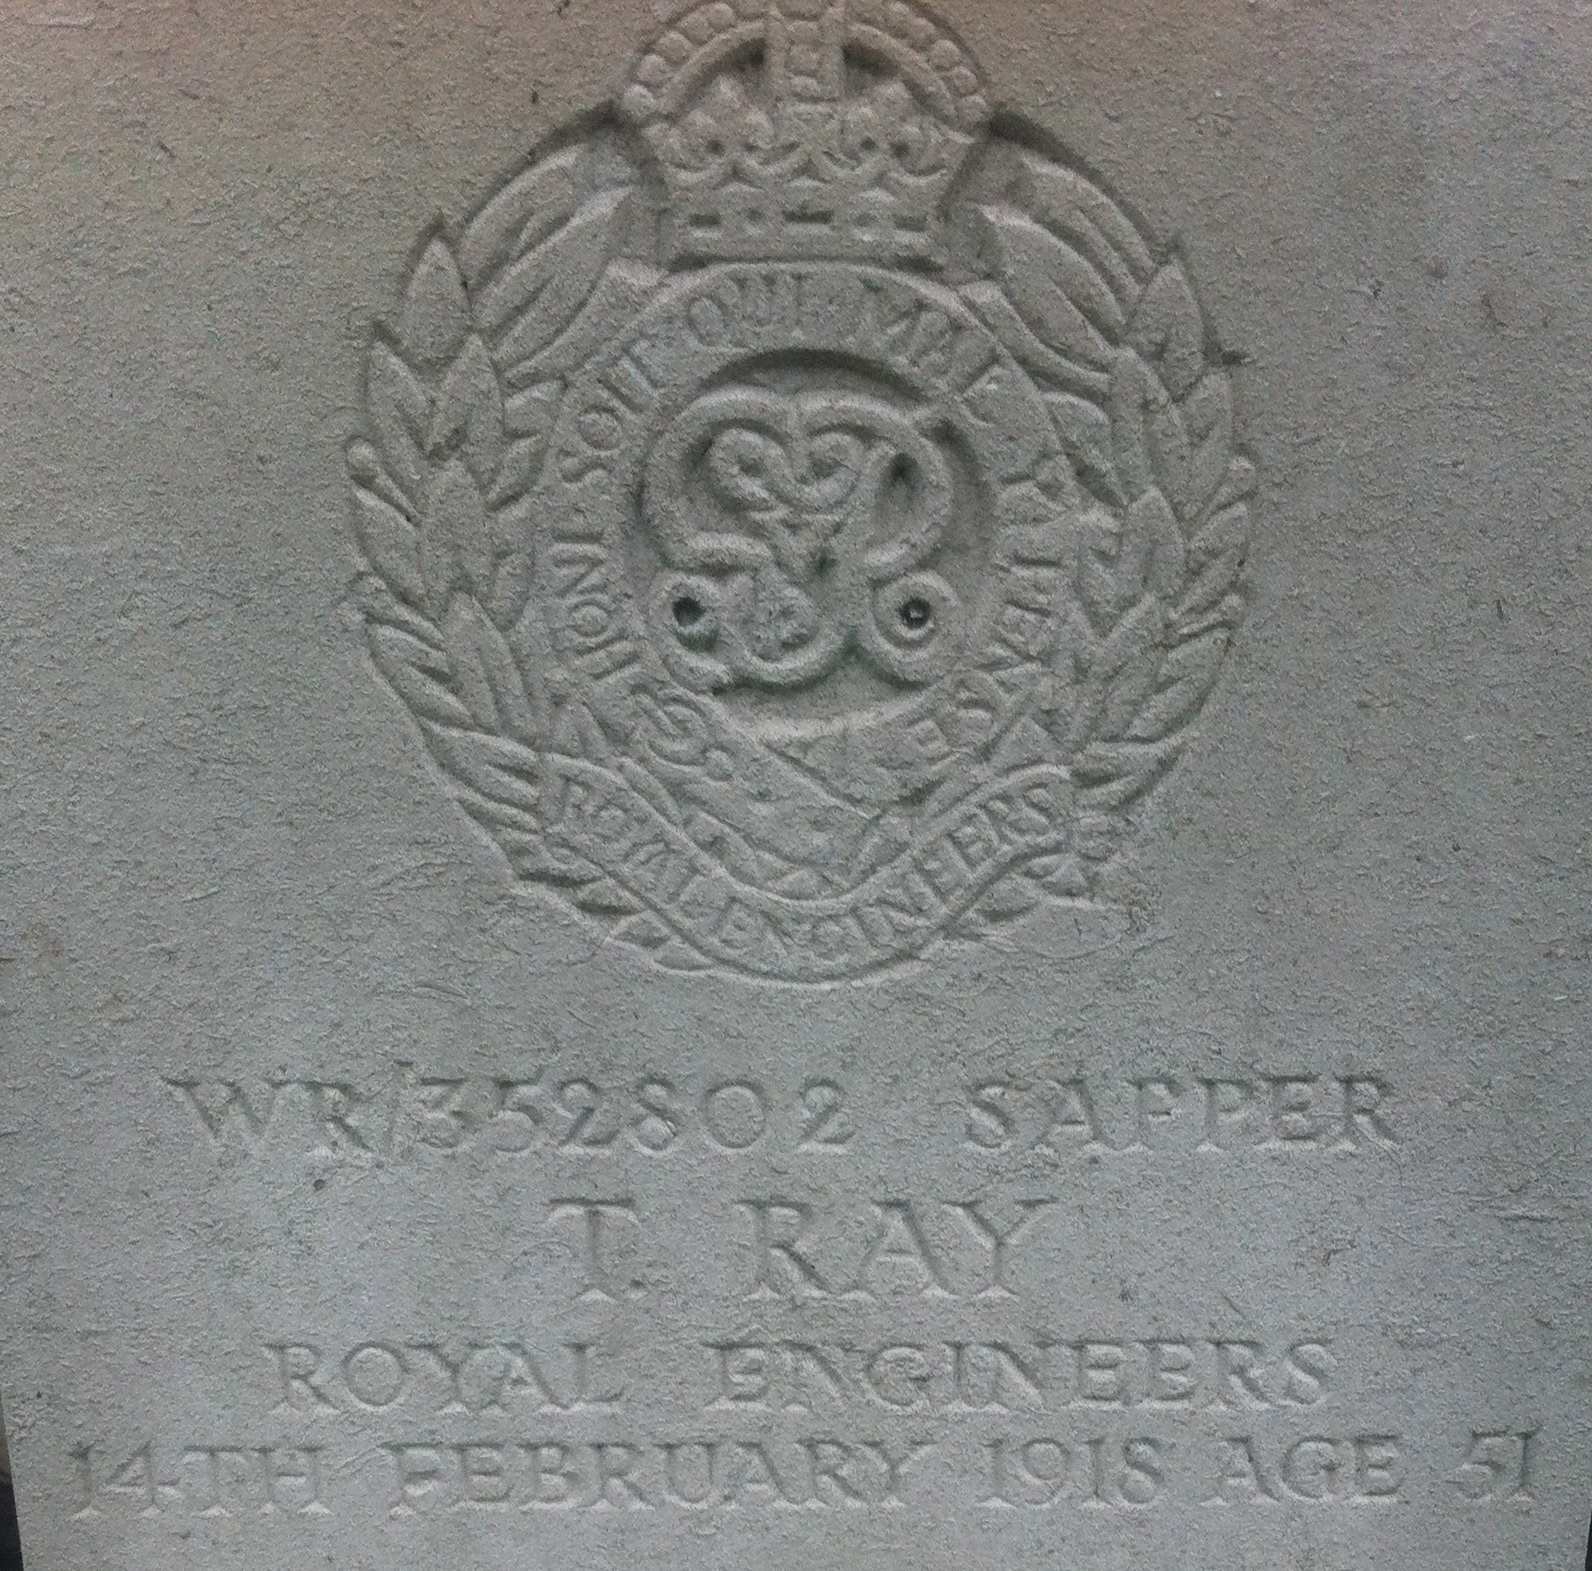 HONI SOIT QUI MAL Y PENSE
ROYAL ENGINEERS
WR/352802 SAPPER
T. RAY
ROYAL ENGINEERS
14TH FEBRUARY 1918 AGE 51